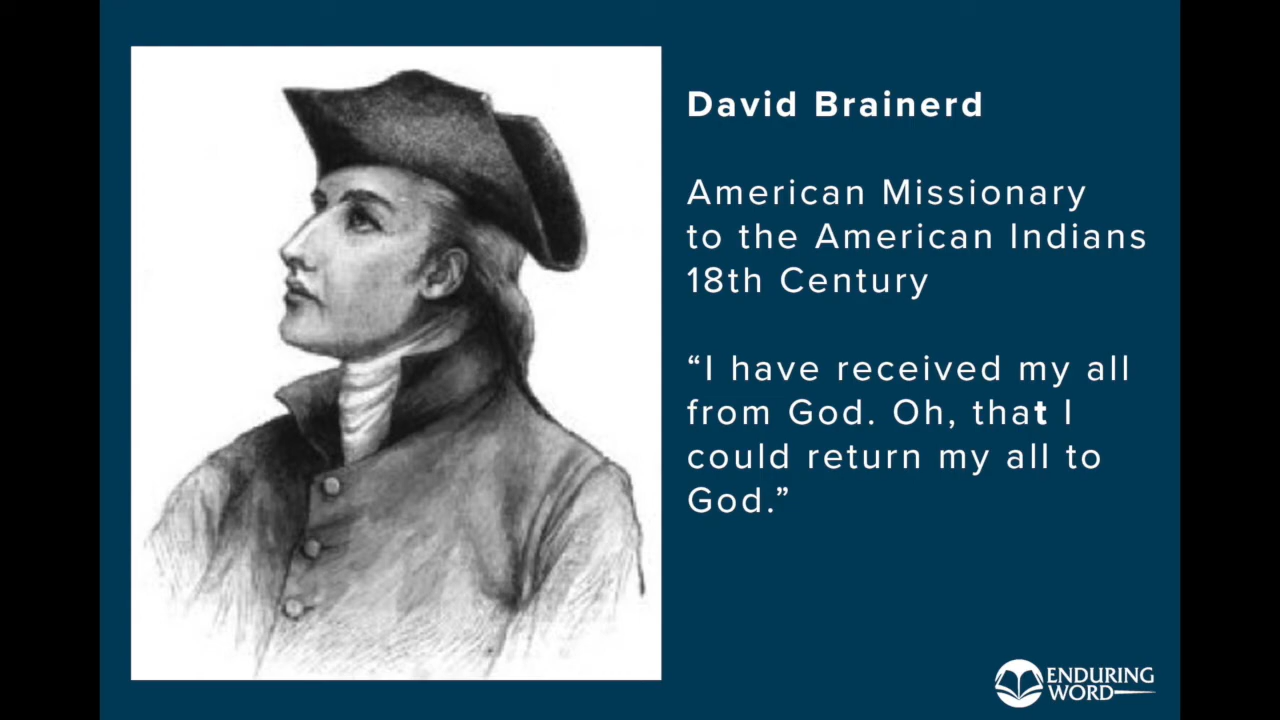 David Brainerd
American Missionary
to the American Indians
18th Century
“I have received my all
from God. Oh, that I
could return my all to
God.”
ENDURING
WORD